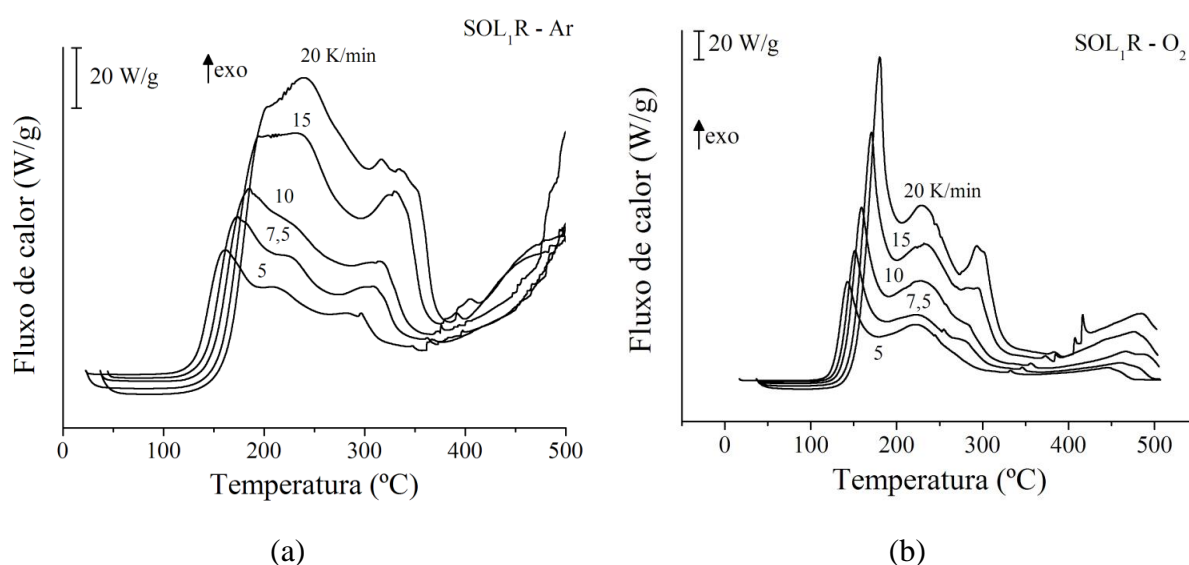 SOL₁R - Ar
20 W/g
exo
20 K/min
15
10
7,5
5
Fluxo de calor (W/g)
0
100
200
300
400
500
Temperatura (ºC)
(a)
20 W/g
SOL₁R - O₂
exo
20 K/min
15
10
7,5
5
Fluxo de calor (W/g)
0
100
200
300
400
500
Temperatura (ºC)
(b)